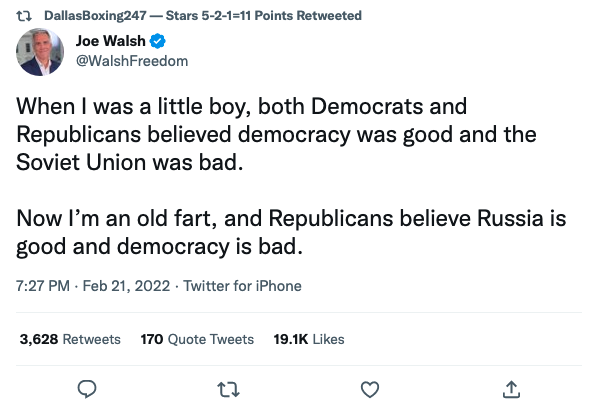 DallasBoxing247 — Stars 5-2-1=11 Points Retweeted
Joe Walsh
@WalshFreedom
When I was a little boy, both Democrats and
Republicans believed democracy was good and the
Soviet Union was bad.
Now I’m an old fart, and Republicans believe Russia is
good and democracy is bad.
7:27 PM · Feb 21, 2022 · Twitter for iPhone
3,628 Retweets 170 Quote Tweets 19.1K Likes